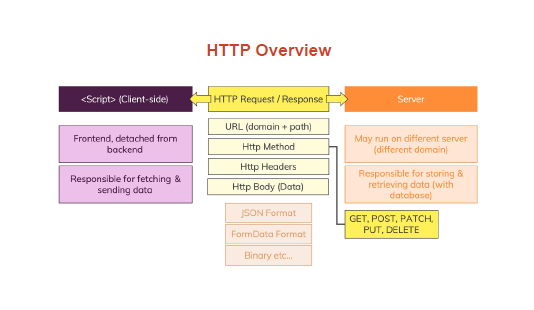 HTTP Overview
<Script> (Client-side)
HTTP Request / Response
Server
Frontend, detached from
backend
Responsible for fetching &
sending data
URL (domain + path)
Http Method
Http Headers
Http Body (Data)
JSON Format
FormData Format
Binary etc...
May run on different server
(different domain)
Responsible for storing &
retrieving data (with
database)
GET, POST, PATCH,
PUT, DELETE